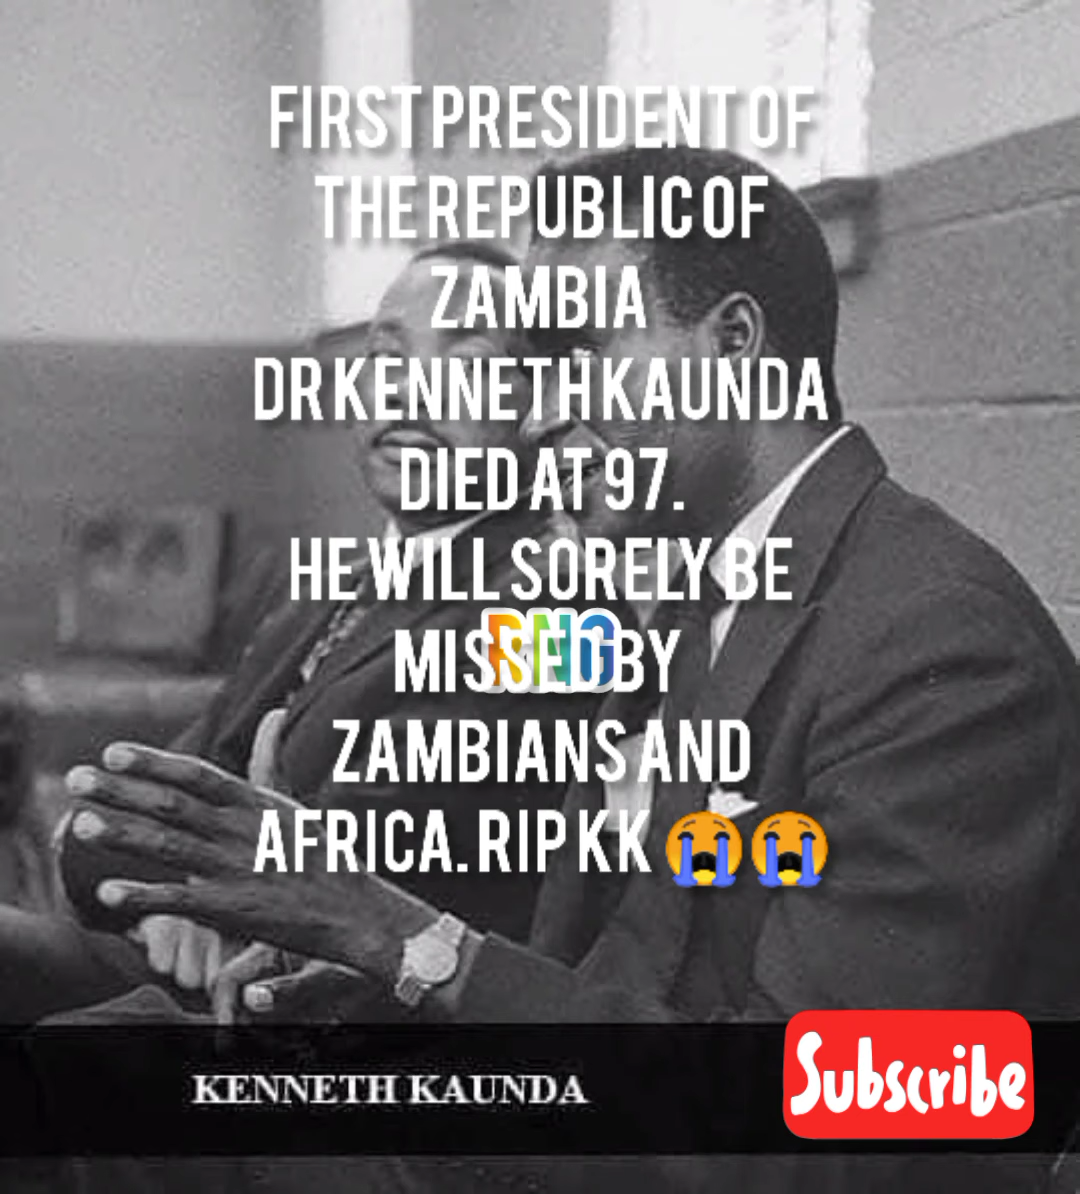 FIRST PRESIDENT OF
THE REPUBLIC OF
ZAMBIA
DR KENNETH KAUNDA
DIED AT 97.
HE WILL SORELY BE
MISSED BY
ZAMBIANS AND
AFRICA. RIP KK 😭😭
KENNETH KAUNDA
Subscribe